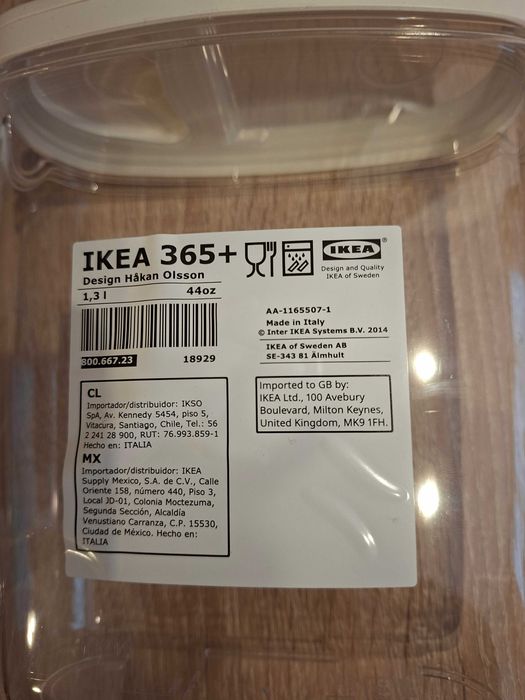 IKEA 365+
Design Håkan Olsson
1,3 l 44oz
800.667.23 18929
IKEA®
Design and Quality
IKEA of Sweden
AA-1165507-1
Made in Italy
© Inter IKEA Systems B.V. 2014
IKEA of Sweden AB
SE-343 81 Älmhult
CL
Importador/distribuidor: IKSO
SpA, Av. Kennedy 5454, piso 5,
Vitacura, Santiago, Chile, Tel.: 56
2 241 28 900, RUT: 76.993.859-1
Hecho en: ITALIA
MX
Importador/distribuidor: IKEA
Supply Mexico, S.A. de C.V., Calle
Oriente 158, número 440, Piso 3,
Local JD-01, Colonia Moctezuma,
Segunda Sección, Alcaldía
Venustiano Carranza, C.P. 15530,
Ciudad de México. Hecho en:
ITALIA
Imported to GB by:
IKEA Ltd., 100 Avebury
Boulevard, Milton Keynes,
United Kingdom, MK9 1FH.